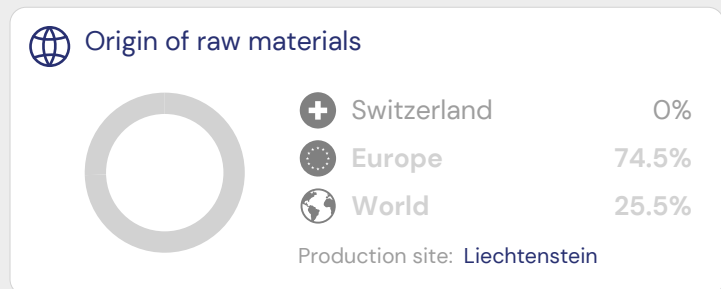 Origin of raw materials
Switzerland 0%
Europe 74.5%
World 25.5%
Production site: Liechtenstein